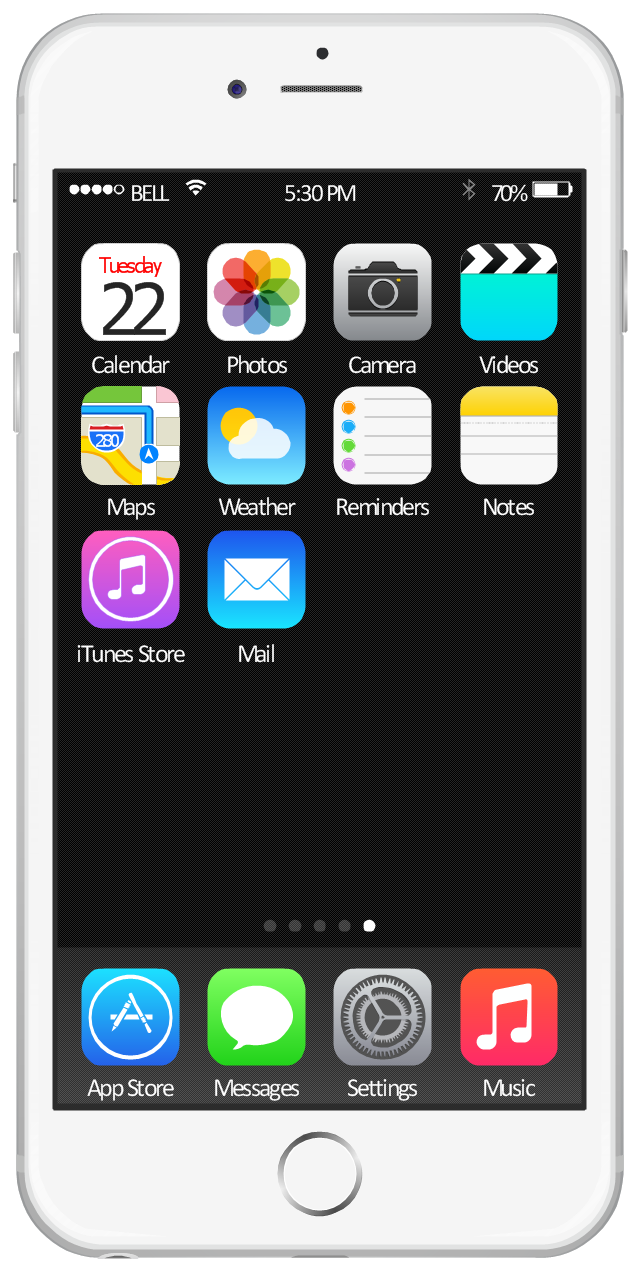 BELL 5:30 PM 70%
Tuesday
22
Calendar Photos Camera Videos
280
Maps Weather Reminders Notes
iTunes Store Mail
App Store Messages Settings Music